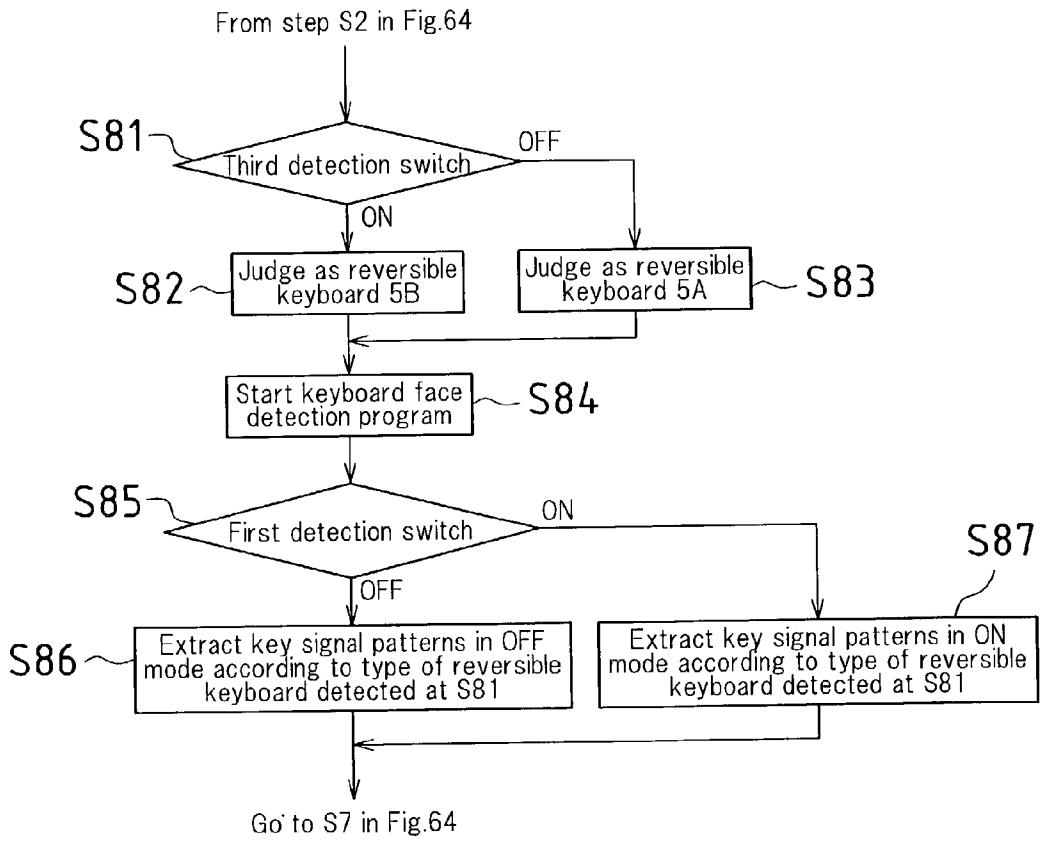 From step S2 in Fig.64
S81
Third detection switch
OFF
ON
S82
Judge as reversible
keyboard 5B
Judge as reversible
keyboard 5A
S83
Start keyboard face
detection program
S84
S85
First detection switch
ON
OFF
S87
S86
Extract key signal patterns in OFF
mode according to type of reversible
keyboard detected at S81
Extract key signal patterns in ON
mode according to type of reversible
keyboard detected at S81
Go to S7 in Fig.64